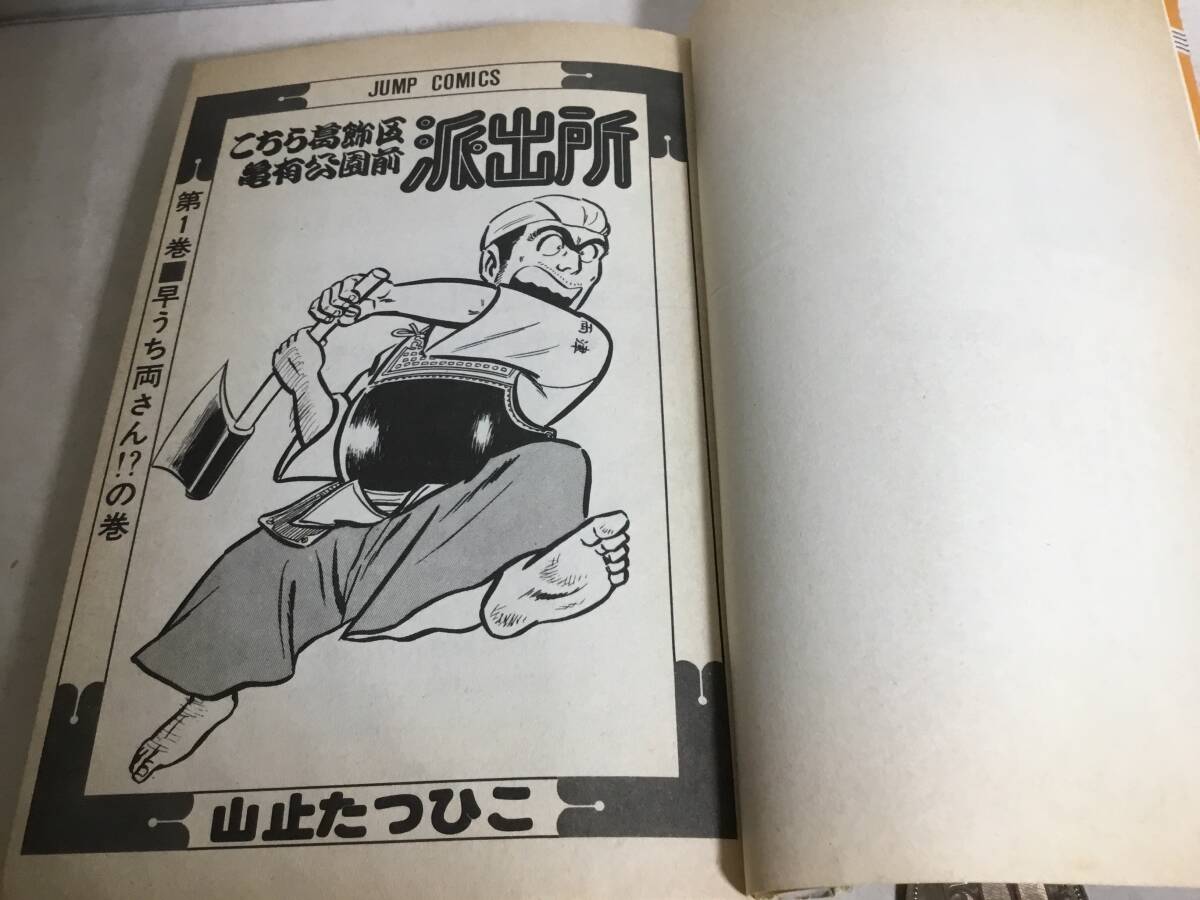 JUMP COMICS
こちら葛飾区
亀有公園前
派出所
第1巻■早うち両さん!?の巻
両津
山止たつひこ